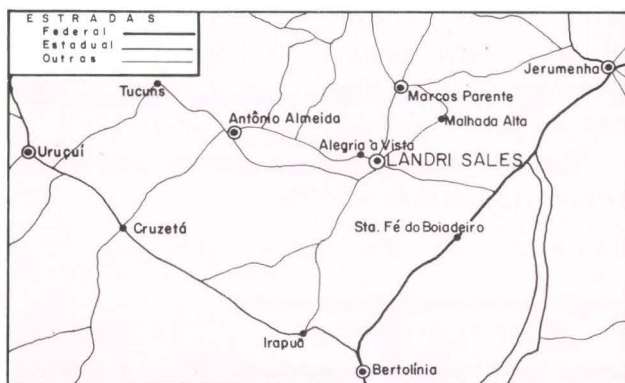 ESTRADAS
Federal
Estadual
Outras
Jerumenha
Tucuns
Marcos Parente
Antônio Almeida
Malhada Alta
Uruçuí
Alegria à Vista
LANDRI SALES
Cruzetá
Sta. Fé do Boiadeiro
Irapuã
Bertolínia